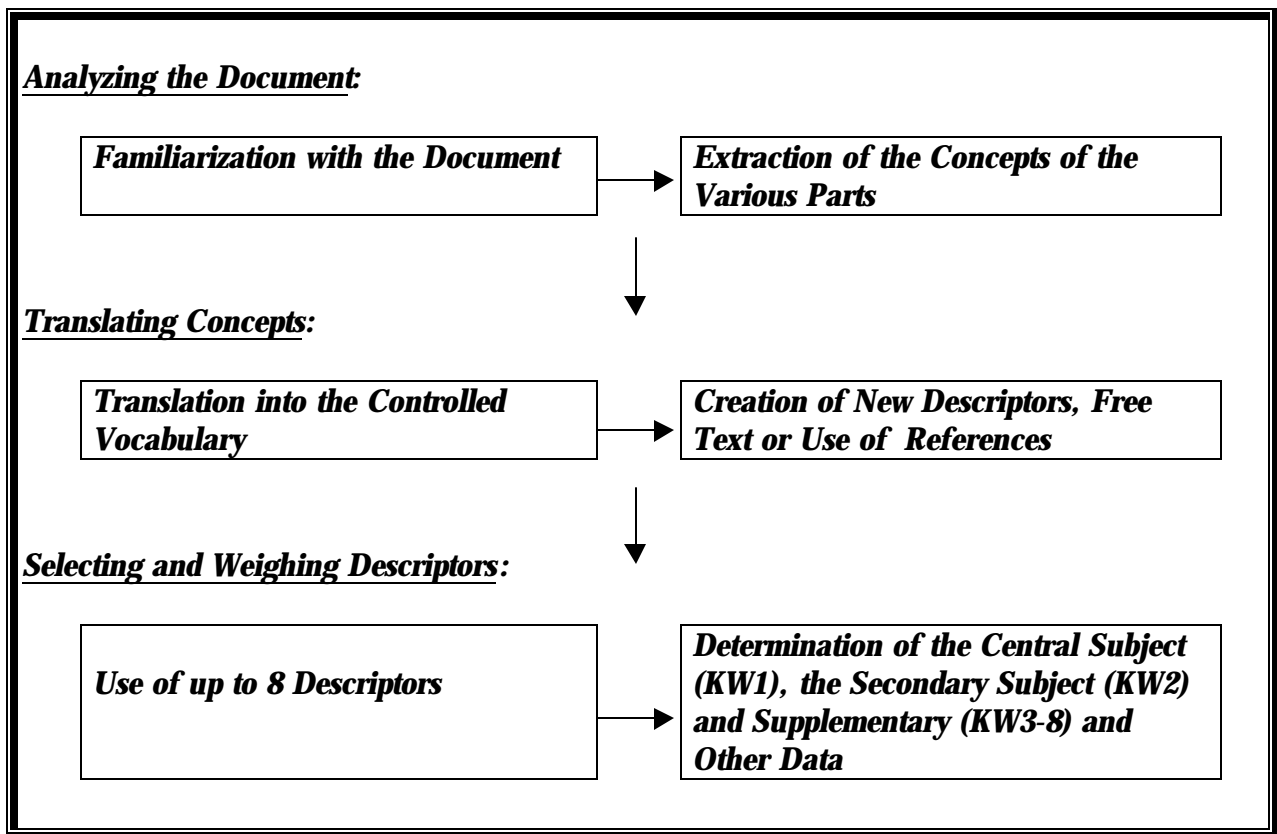 Analyzing the Document:
Familiarization with the Document
Extraction of the Concepts of the
Various Parts
Translating Concepts:
Translation into the Controlled
Vocabulary
Creation of New Descriptors, Free
Text or Use of References
Selecting and Weighing Descriptors:
Use of up to 8 Descriptors
Determination of the Central Subject
(KW1), the Secondary Subject (KW2)
and Supplementary (KW3-8) and
Other Data